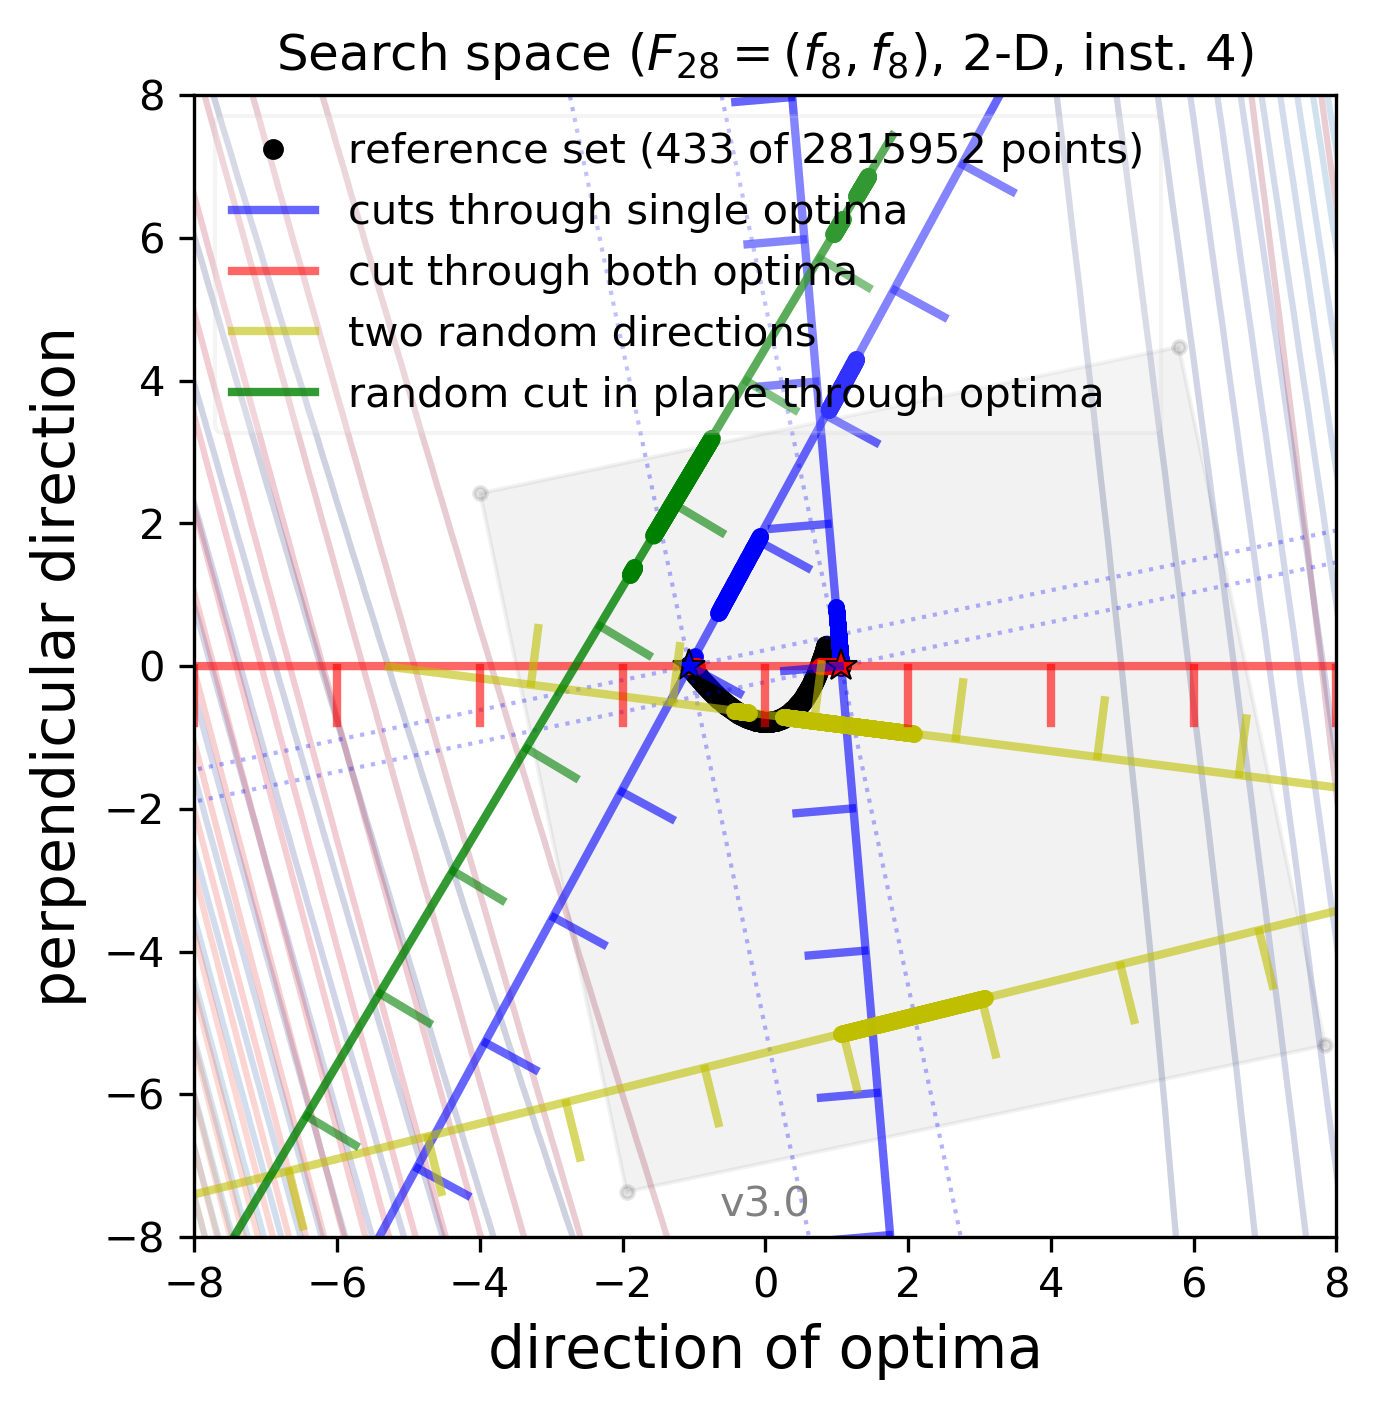 Search space (F₂₈ = (f₈, f₈), 2-D, inst. 4)
8
6
4
2
0
−2
−4
−6
−8
perpendicular direction
reference set (433 of 2815952 points)
cuts through single optima
cut through both optima
two random directions
random cut in plane through optima
v3.0
−8 −6 −4 −2 0 2 4 6 8
direction of optima